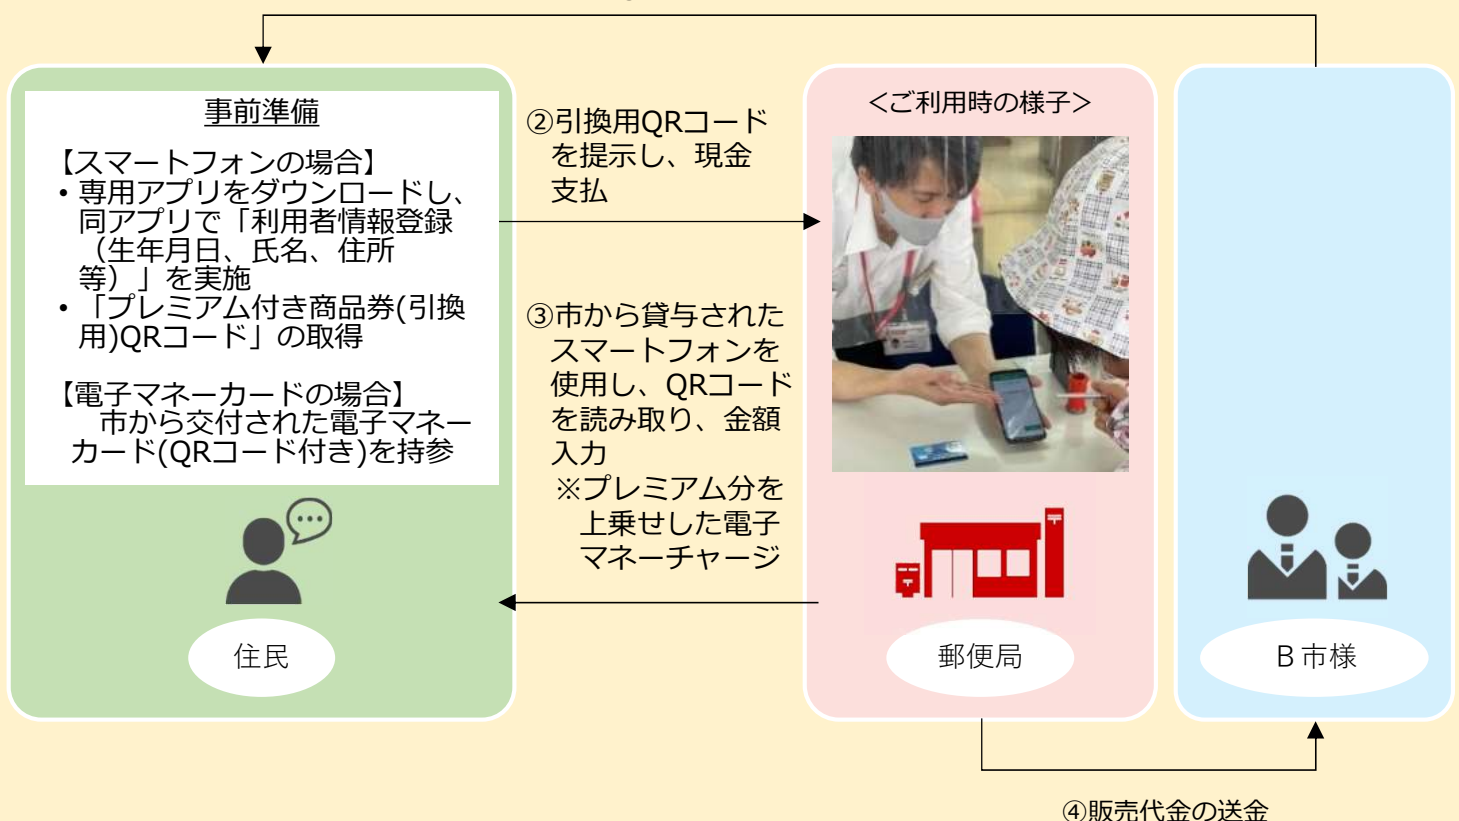 事前準備
【スマートフォンの場合】
・専用アプリをダウンロードし、
同アプリで「利用者情報登録
（生年月日、氏名、住所
等）」を実施
・「プレミアム付き商品券(引換
用)QRコード」の取得
【電子マネーカードの場合】
市から交付された電子マネー
カード(QRコード付き)を持参
住民
②引換用QRコード
を提示し、現金
支払
③市から貸与された
スマートフォンを
使用し、QRコード
を読み取り、金額
入力
※プレミアム分を
上乗せした電子
マネーチャージ
＜ご利用時の様子＞
郵便局
Ｂ市様
④販売代金の送金